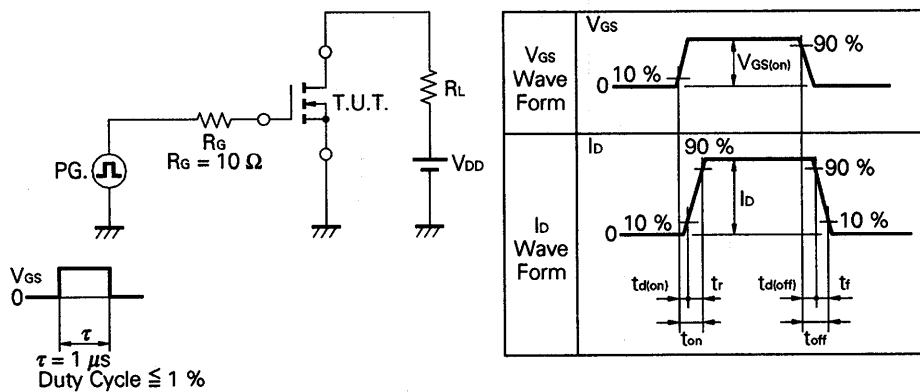 T.U.T.
RL
RG
RG = 10 Ω
PG.
VDD
VGS
0
τ
τ = 1 μs
Duty Cycle ≦ 1 %
VGS
Wave
Form
VGS
10 %
0
VGS(on)
90 %
ID
Wave
Form
ID
90 %
90 %
10 %
0
ID
10 %
td(on)
tr
td(off)
tf
ton
toff